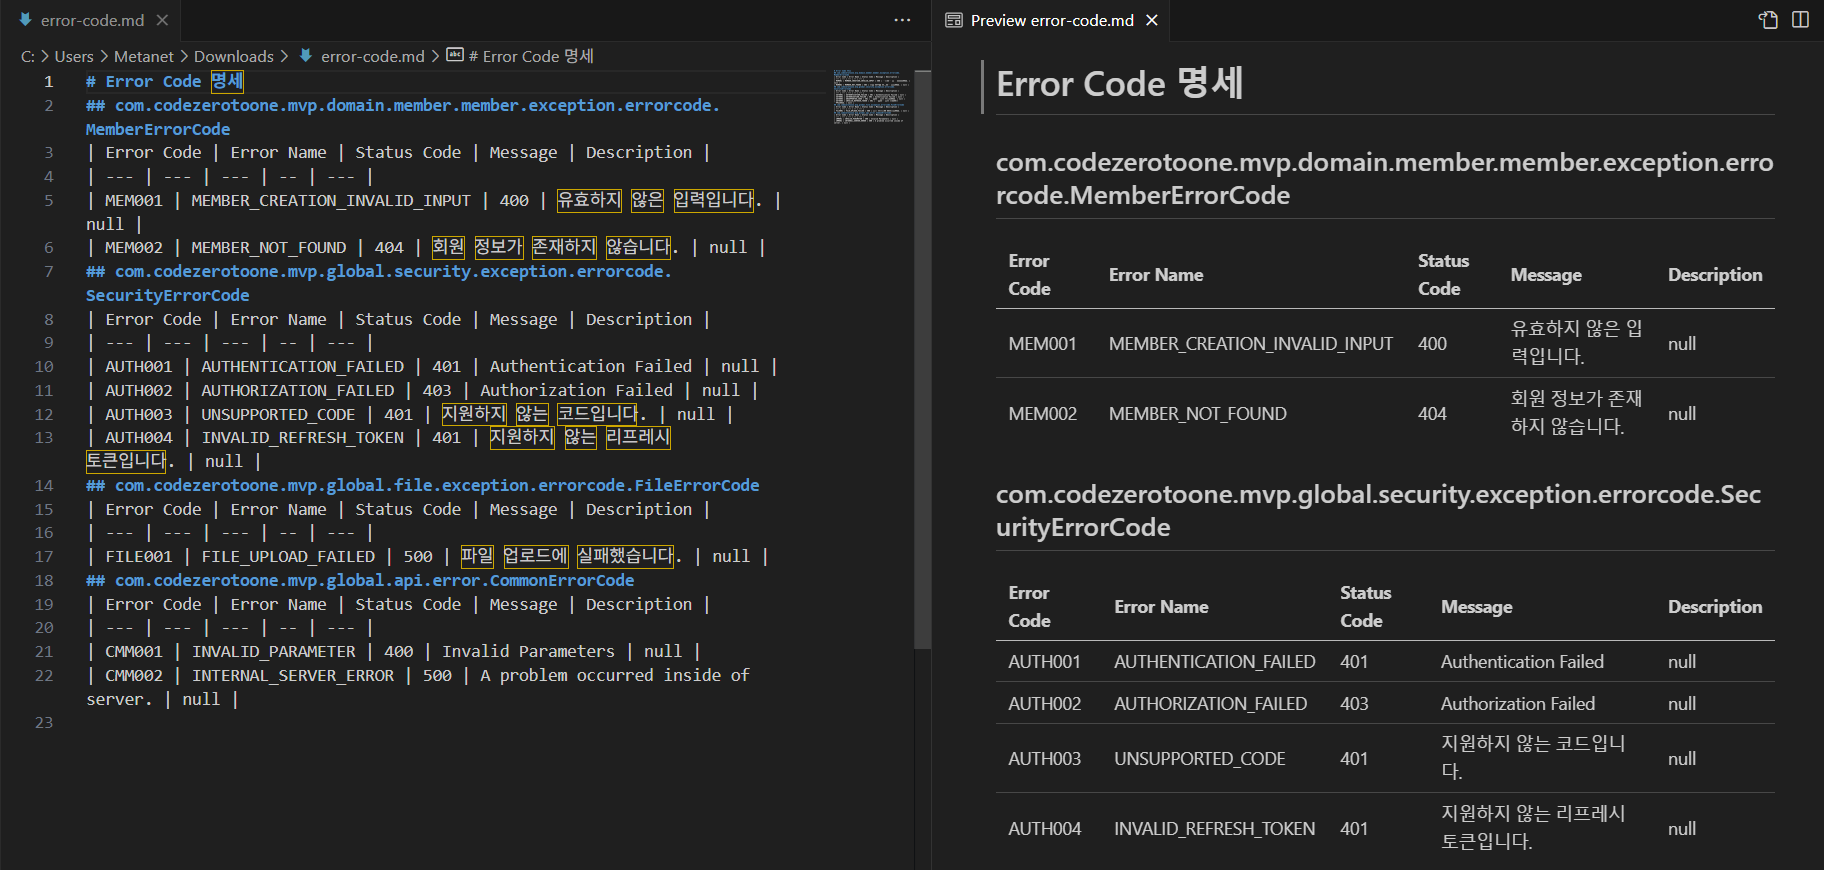 error-code.md
C: > Users > Metanet > Downloads > error-code.md > # Error Code 명세
1 # Error Code 명세
2 ## com.codezerotoone.mvp.domain.member.member.exception.errorcode.
MemberErrorCode
3 | Error Code | Error Name | Status Code | Message | Description |
4 | --- | --- | --- | -- | --- |
5 | MEM001 | MEMBER_CREATION_INVALID_INPUT | 400 | 유효하지 않은 입력입니다. |
null |
6 | MEM002 | MEMBER_NOT_FOUND | 404 | 회원 정보가 존재하지 않습니다. | null |
7 ## com.codezerotoone.mvp.global.security.exception.errorcode.
SecurityErrorCode
8 | Error Code | Error Name | Status Code | Message | Description |
9 | --- | --- | --- | -- | --- |
10 | AUTH001 | AUTHENTICATION_FAILED | 401 | Authentication Failed | null |
11 | AUTH002 | AUTHORIZATION_FAILED | 403 | Authorization Failed | null |
12 | AUTH003 | UNSUPPORTED_CODE | 401 | 지원하지 않는 코드입니다. | null |
13 | AUTH004 | INVALID_REFRESH_TOKEN | 401 | 지원하지 않는 리프레시
토큰입니다. | null |
14 ## com.codezerotoone.mvp.global.file.exception.errorcode.FileErrorCode
15 | Error Code | Error Name | Status Code | Message | Description |
16 | --- | --- | --- | -- | --- |
17 | FILE001 | FILE_UPLOAD_FAILED | 500 | 파일 업로드에 실패했습니다. | null |
18 ## com.codezerotoone.mvp.global.api.error.CommonErrorCode
19 | Error Code | Error Name | Status Code | Message | Description |
20 | --- | --- | --- | -- | --- |
21 | CMM001 | INVALID_PARAMETER | 400 | Invalid Parameters | null |
22 | CMM002 | INTERNAL_SERVER_ERROR | 500 | A problem occurred inside of
server. | null |
23
Preview error-code.md
Error Code 명세
com.codezerotoone.mvp.domain.member.member.exception.erro
rcode.MemberErrorCode
Error Code Error Name Status Code Message Description
MEM001 MEMBER_CREATION_INVALID_INPUT 400 유효하지 않은 입
력입니다. null
MEM002 MEMBER_NOT_FOUND 404 회원 정보가 존재
하지 않습니다. null
com.codezerotoone.mvp.global.security.exception.errorcode.Sec
urityErrorCode
Error Code Error Name Status Code Message Description
AUTH001 AUTHENTICATION_FAILED 401 Authentication Failed null
AUTH002 AUTHORIZATION_FAILED 403 Authorization Failed null
AUTH003 UNSUPPORTED_CODE 401 지원하지 않는 코드입니
다. null
AUTH004 INVALID_REFRESH_TOKEN 401 지원하지 않는 리프레시
토큰입니다. null